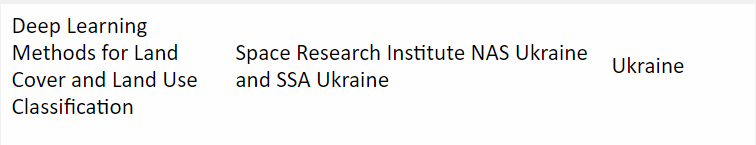 Deep Learning
Methods for Land
Cover and Land Use
Classification
Space Research Institute NAS Ukraine
and SSA Ukraine
Ukraine